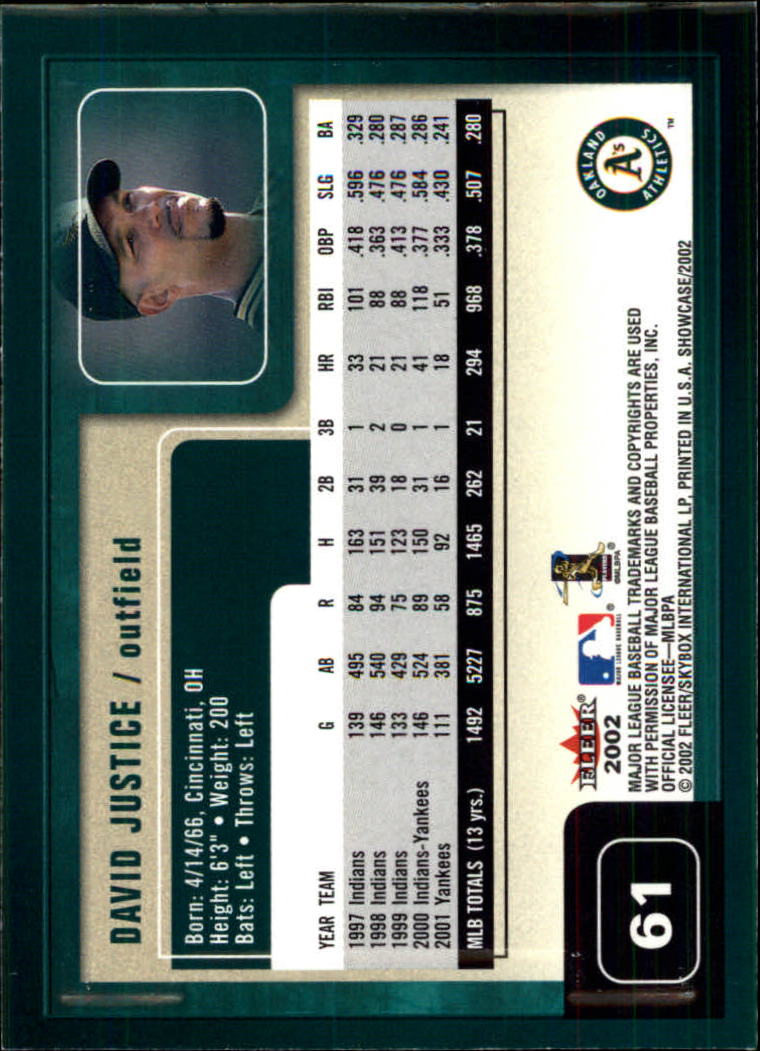 DAVID JUSTICE / outfield
Born: 4/14/66, Cincinnati, OH
Height: 6'3" • Weight: 200
Bats: Left • Throws: Left
YEAR TEAM G AB R H 2B 3B HR RBI OBP SLG BA
1997 Indians 139 495 84 163 31 1 33 101 .418 .596 .329
1998 Indians 146 540 94 151 39 2 21 88 .363 .476 .280
1999 Indians 133 429 75 123 18 0 21 88 .413 .476 .287
2000 Indians-Yankees 146 524 89 150 31 1 41 118 .377 .584 .286
2001 Yankees 111 381 58 92 16 1 18 51 .333 .430 .241
MLB TOTALS (13 yrs.) 1492 5227 875 1465 262 21 294 968 .378 .507 .280
61
FLEER®
2002
MAJOR LEAGUE BASEBALL
®
PLAYERS
®
©MLBPA
OAKLAND
A's
ATHLETICS
™
MAJOR LEAGUE BASEBALL TRADEMARKS AND COPYRIGHTS ARE USED
WITH PERMISSION OF MAJOR LEAGUE BASEBALL PROPERTIES, INC.
OFFICIAL LICENSEE—MLBPA
© 2002 FLEER/SKYBOX INTERNATIONAL LP, PRINTED IN U.S.A. SHOWCASE/2002